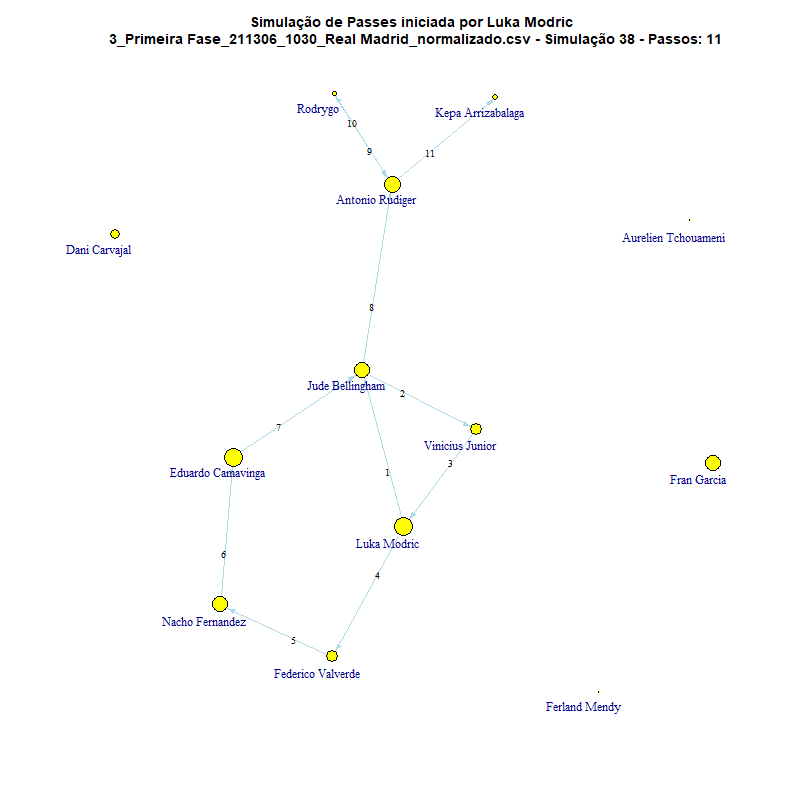 Simulação de Passes iniciada por Luka Modric
3_Primeira Fase_211306_1030_Real Madrid_normalizado.csv - Simulação 38 - Passos: 11
Rodrygo
Kepa Arrizabalaga
10
9
11
Antonio Rudiger
Aurelien Tchouameni
Dani Carvajal
8
Jude Bellingham
2
7
Vinicius Junior
3
Eduardo Camavinga
1
Fran Garcia
Luka Modric
6
4
Nacho Fernandez
5
Federico Valverde
Ferland Mendy